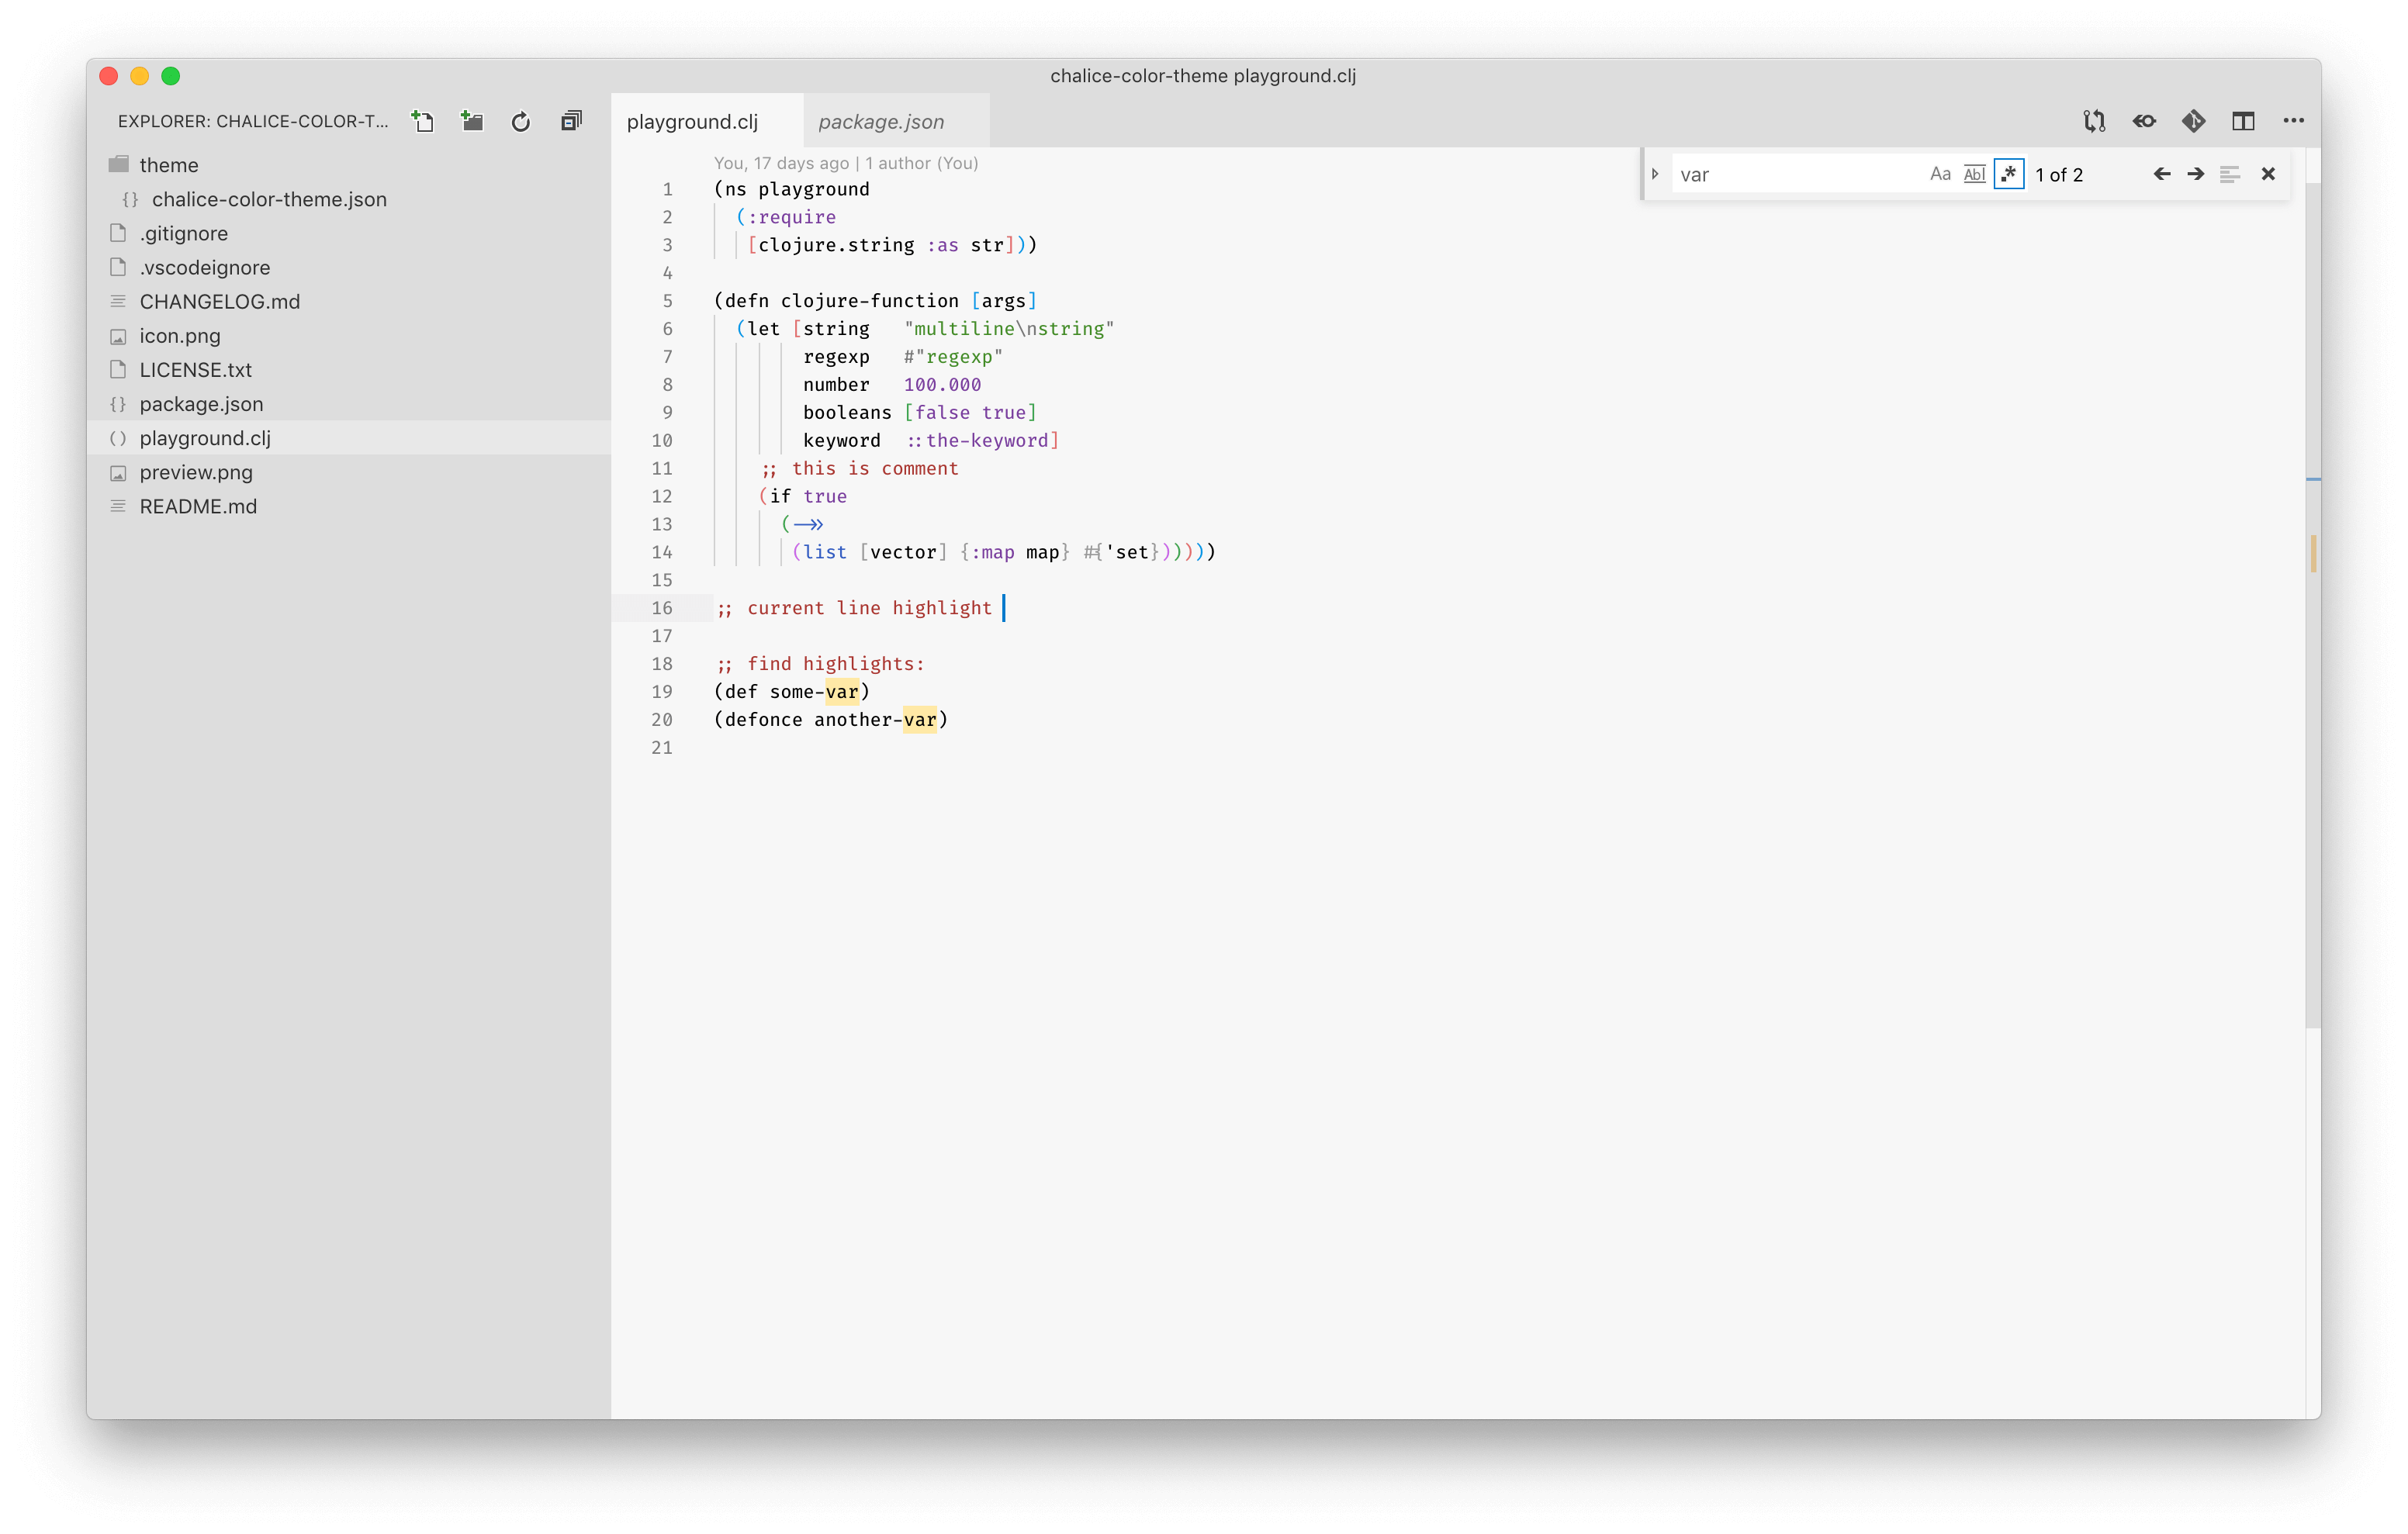 chalice-color-theme playground.clj
EXPLORER: CHALICE-COLOR-T...
theme
{} chalice-color-theme.json
.gitignore
.vscodeignore
CHANGELOG.md
icon.png
LICENSE.txt
{} package.json
() playground.clj
preview.png
README.md
playground.clj package.json
var Aa Abl .* 1 of 2
You, 17 days ago | 1 author (You)
1 (ns playground
2   (:require
3    [clojure.string :as str]))
4
5 (defn clojure-function [args]
6   (let [string   "multiline\nstring"
7         regexp   #"regexp"
8         number   100.000
9         booleans [false true]
10         keyword  ::the-keyword]
11     ;; this is comment
12     (if true
13       (->>
14        (list [vector] {:map map} #{'set})))))
15
16 ;; current line highlight
17
18 ;; find highlights:
19 (def some-var)
20 (defonce another-var)
21